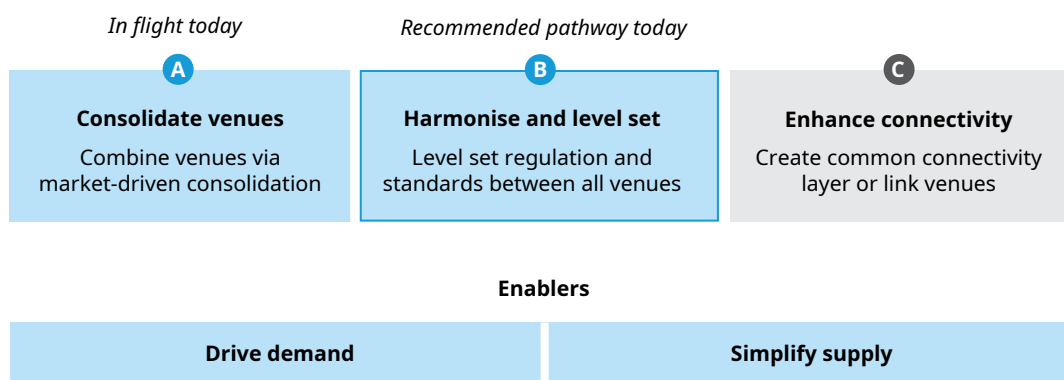 In flight today
Recommended pathway today
A
B
C
Consolidate venues
Combine venues via
market-driven consolidation
Harmonise and level set
Level set regulation and
standards between all venues
Enhance connectivity
Create common connectivity
layer or link venues
Enablers
Drive demand
Simplify supply